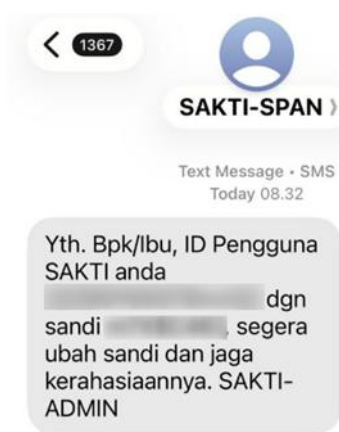 1367
SAKTI-SPAN
Text Message • SMS
Today 08.32
Yth. Bpk/Ibu, ID Pengguna
SAKTI anda
dgn
sandi , segera
ubah sandi dan jaga
kerahasiaannya. SAKTI-
ADMIN